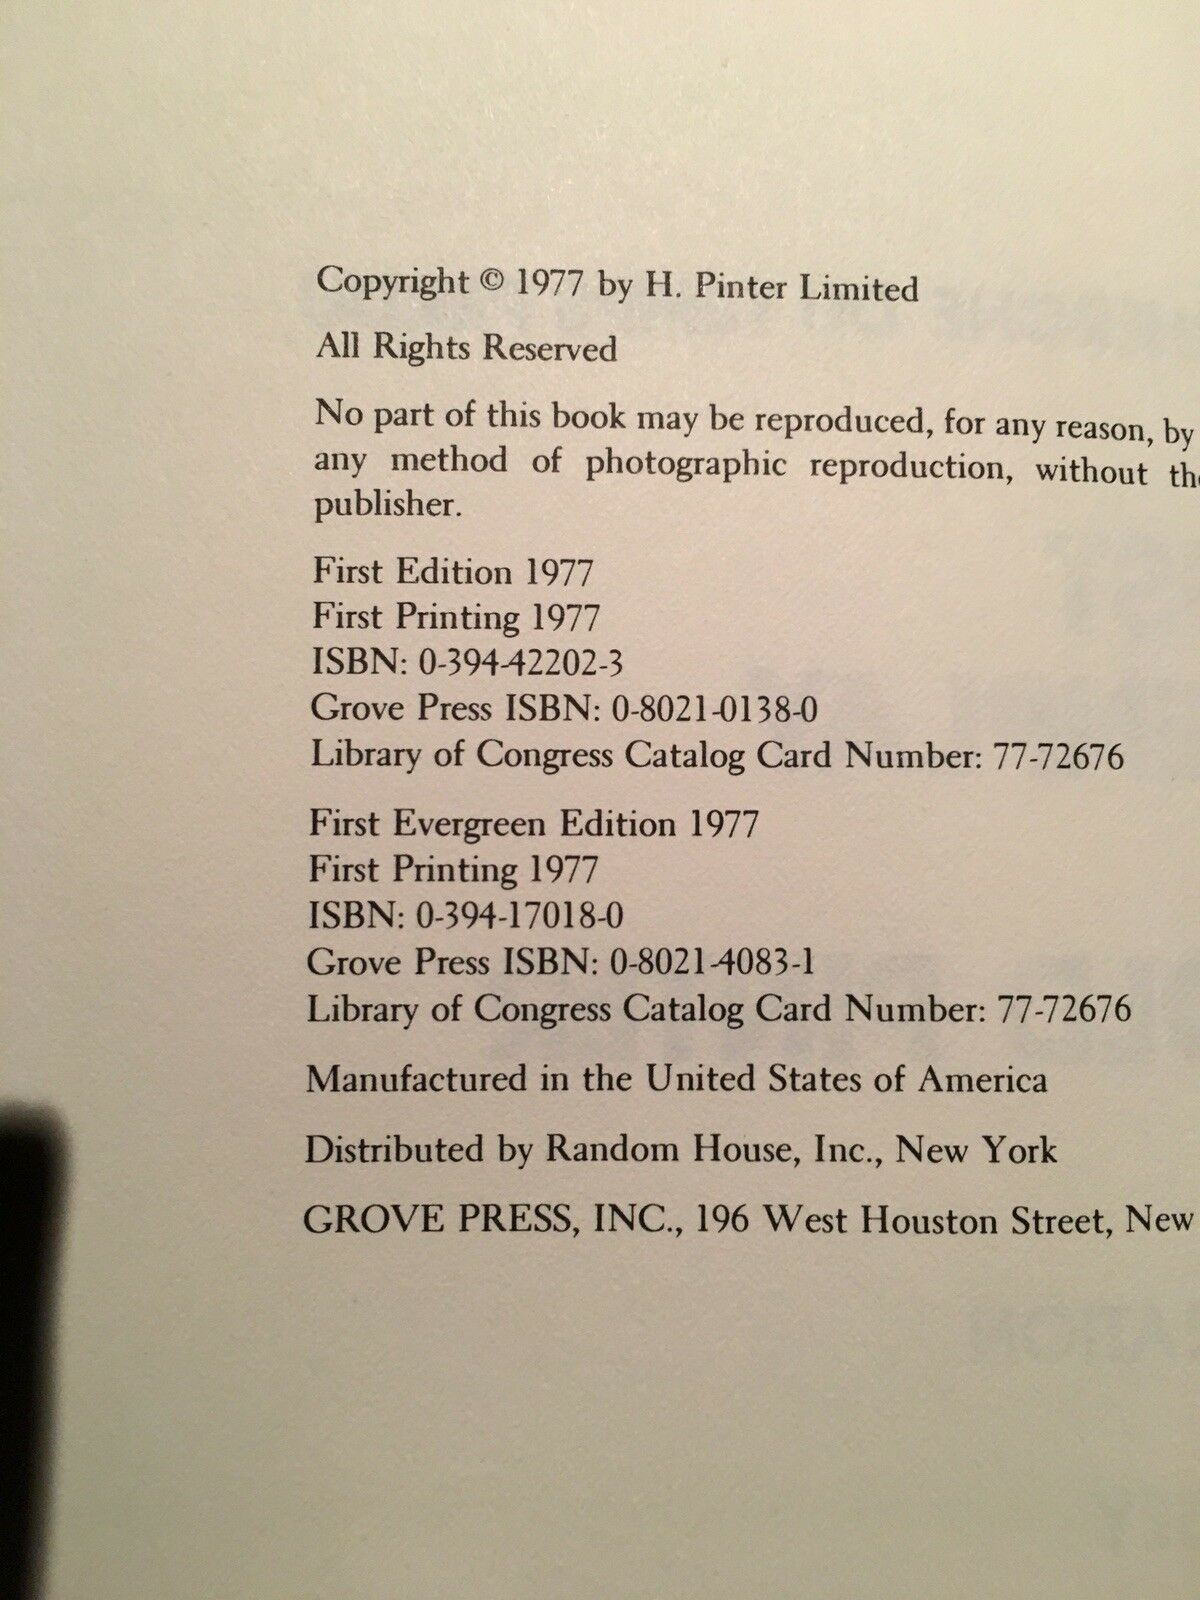 Copyright © 1977 by H. Pinter Limited
All Rights Reserved
No part of this book may be reproduced, for any reason, by
any method of photographic reproduction, without
publisher.
First Edition 1977
First Printing 1977
ISBN: 0-394-42202-3
Grove Press ISBN: 0-8021-0138-0
Library of Congress Catalog Card Number: 77-72676
First Evergreen Edition 1977
First Printing 1977
ISBN: 0-394-17018-0
Grove Press ISBN: 0-8021-4083-1
Library of Congress Catalog Card Number: 77-72676
Manufactured in the United States of America
Distributed by Random House, Inc., New York
GROVE PRESS, INC., 196 West Houston Street, New